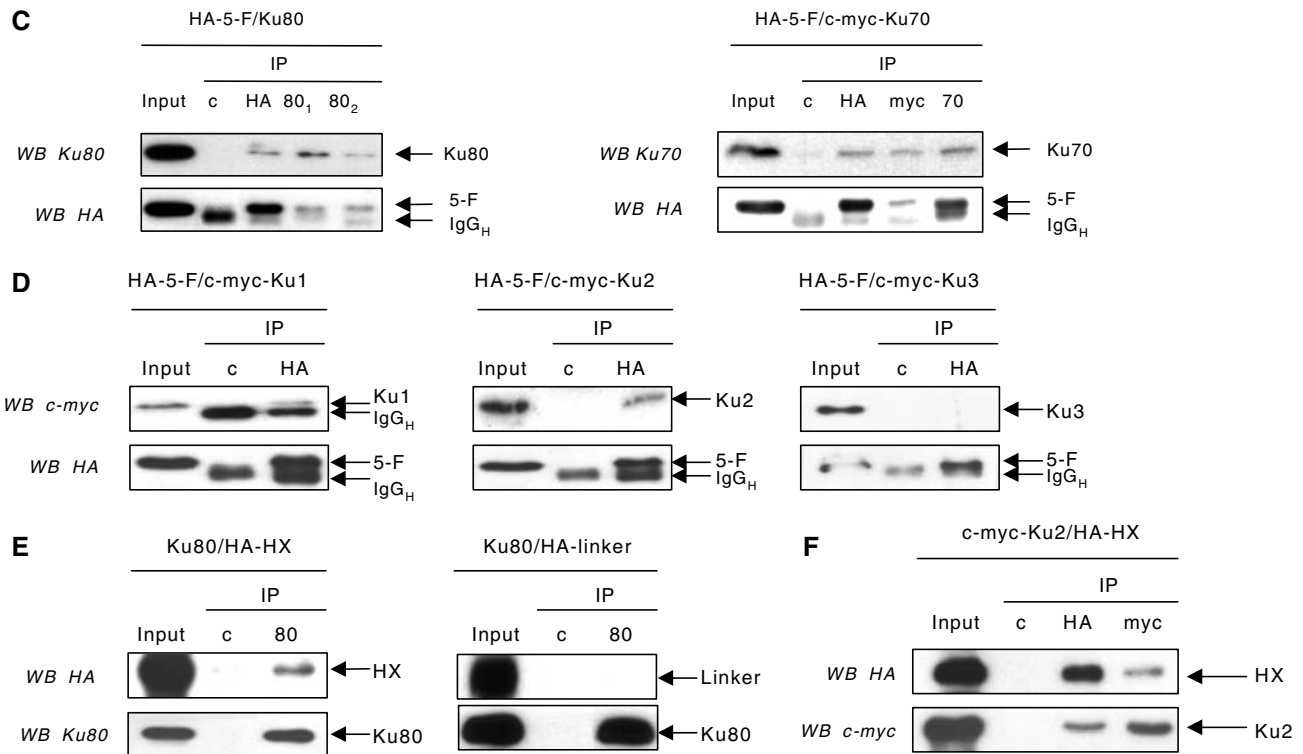 C
HA-5-F/Ku80
IP
Input c HA 80₁ 80₂
WB Ku80
Ku80
WB HA
5-F
IgG_H
HA-5-F/c-myc-Ku70
IP
Input c HA myc 70
WB Ku70
Ku70
WB HA
5-F
IgG_H
D
HA-5-F/c-myc-Ku1
IP
Input c HA
WB c-myc
Ku1
IgG_H
WB HA
5-F
IgG_H
HA-5-F/c-myc-Ku2
IP
Input c HA
Ku2
5-F
IgG_H
HA-5-F/c-myc-Ku3
IP
Input c HA
Ku3
5-F
IgG_H
E
Ku80/HA-HX
IP
Input c 80
WB HA
HX
WB Ku80
Ku80
Ku80/HA-linker
IP
Input c 80
Linker
Ku80
F
c-myc-Ku2/HA-HX
IP
Input c HA myc
WB HA
HX
WB c-myc
Ku2